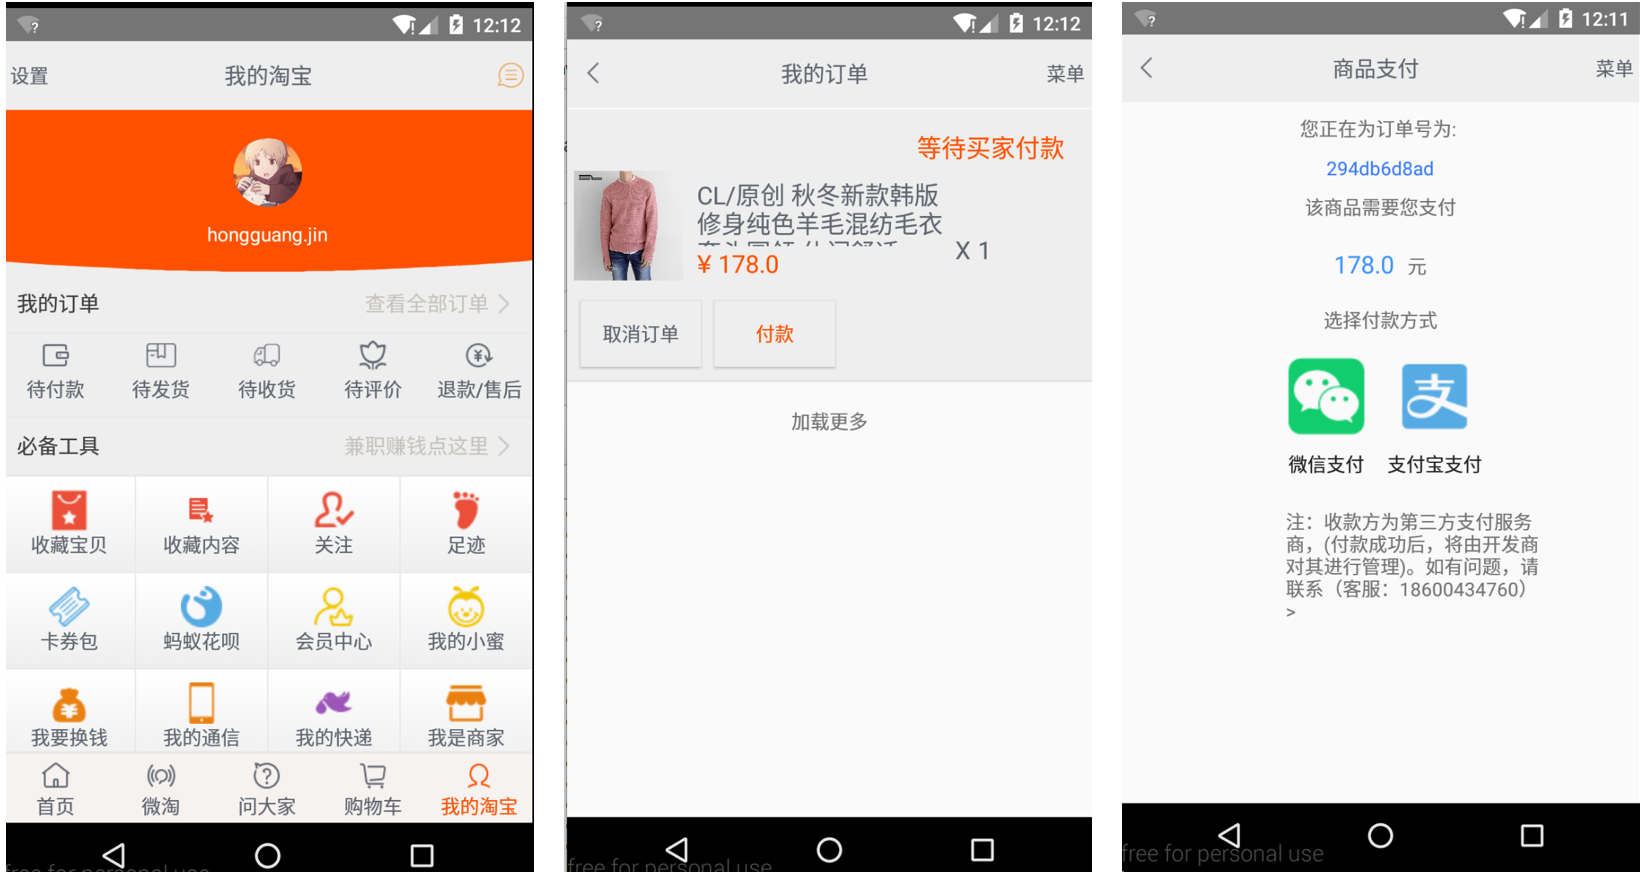 12:12
设置
我的淘宝
hongguang.jin
我的订单
查看全部订单
待付款
待发货
待收货
待评价
退款/售后
必备工具
兼职赚钱点这里
收藏宝贝
收藏内容
关注
足迹
卡券包
蚂蚁花呗
会员中心
我的小蜜
我要换钱
我的通信
我的快递
我是商家
首页
微淘
问大家
购物车
我的淘宝
free for personal use
12:12
我的订单
菜单
等待买家付款
CL/原创 秋冬新款韩版
修身纯色羊毛混纺毛衣
X 1
¥ 178.0
取消订单
付款
加载更多
free for personal use
12:11
商品支付
菜单
您正在为订单号为:
294db6d8ad
该商品需要您支付
178.0 元
选择付款方式
微信支付
支付宝支付
注：收款方为第三方支付服务
商，(付款成功后，将由开发商
对其进行管理)。如有问题，请
联系（客服：18600434760）
>
free for personal use